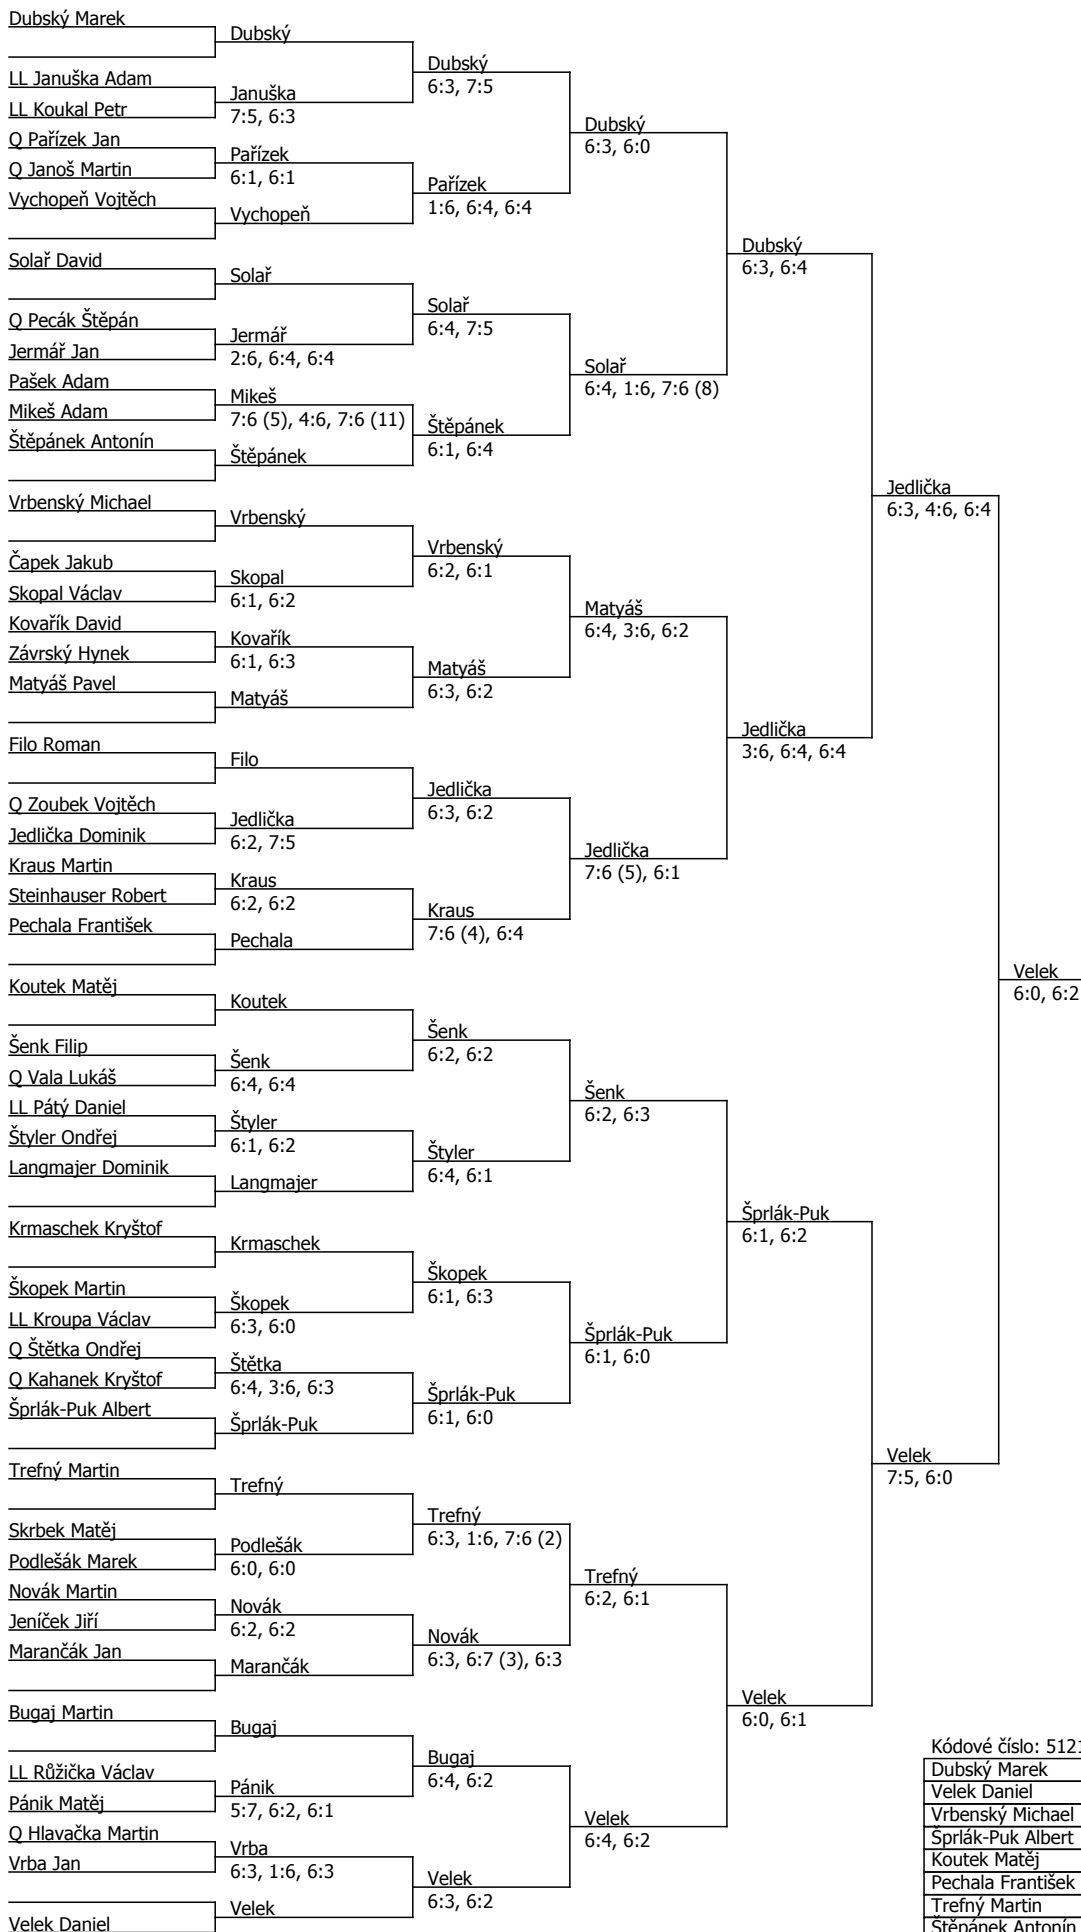 Dubský Marek
LL Januška Adam
LL Koukal Petr
Q Pařízek Jan
Q Janoš Martin
Vychopeň Vojtěch
Solař David
Q Pecák Štěpán
Jermář Jan
Pašek Adam
Mikeš Adam
Štěpánek Antonín
Vrbenský Michael
Čapek Jakub
Skopal Václav
Kovařík David
Závrský Hynek
Matyáš Pavel
Filo Roman
Q Zoubek Vojtěch
Jedlička Dominik
Kraus Martin
Steinhauser Robert
Pechala František
Koutek Matěj
Šenk Filip
Q Vala Lukáš
LL Pátý Daniel
Štyler Ondřej
Langmajer Dominik
Krmaschek Kryštof
Škopek Martin
LL Kroupa Václav
Q Štětka Ondřej
Q Kahanek Kryštof
Šprlák-Puk Albert
Trefný Martin
Skrbek Matěj
Podlešák Marek
Novák Martin
Jeníček Jiří
Marančák Jan
Bugaj Martin
LL Růžička Václav
Pánik Matěj
Q Hlavačka Martin
Vrba Jan
Velek Daniel
Dubský
Januška
7:5, 6:3
Pařízek
6:1, 6:1
Vychopeň
Solař
Jermář
2:6, 6:4, 6:4
Mikeš
7:6 (5), 4:6, 7:6 (11)
Štěpánek
Vrbenský
Skopal
6:1, 6:2
Kovařík
6:1, 6:3
Matyáš
Filo
Jedlička
6:2, 7:5
Kraus
6:2, 6:2
Pechala
Koutek
Šenk
6:4, 6:4
Štyler
6:1, 6:2
Langmajer
Krmaschek
Škopek
6:3, 6:0
Štětka
6:4, 3:6, 6:3
Šprlák-Puk
Trefný
Podlešák
6:0, 6:0
Novák
6:2, 6:2
Marančák
Bugaj
Pánik
5:7, 6:2, 6:1
Vrba
6:3, 1:6, 6:3
Velek
Dubský
6:3, 7:5
Pařízek
1:6, 6:4, 6:4
Solař
6:4, 7:5
Štěpánek
6:1, 6:4
Vrbenský
6:2, 6:1
Matyáš
6:3, 6:2
Jedlička
6:3, 6:2
Kraus
7:6 (4), 6:4
Šenk
6:2, 6:2
Štyler
6:4, 6:1
Škopek
6:1, 6:3
Šprlák-Puk
6:1, 6:0
Trefný
6:3, 1:6, 7:6 (2)
Novák
6:3, 6:7 (3), 6:3
Bugaj
6:4, 6:2
Velek
6:3, 6:2
Dubský
6:3, 6:0
Solař
6:4, 1:6, 7:6 (8)
Matyáš
6:4, 3:6, 6:2
Jedlička
7:6 (5), 6:1
Šenk
6:2, 6:3
Šprlák-Puk
6:1, 6:0
Trefný
6:2, 6:1
Velek
6:4, 6:2
Dubský
6:3, 6:4
Jedlička
3:6, 6:4, 6:4
Šprlák-Puk
6:1, 6:2
Velek
6:0, 6:1
Jedlička
6:3, 4:6, 6:4
Velek
7:5, 6:0
Velek
6:0, 6:2
Kódové číslo: 5121
Dubský Marek
Velek Daniel
Vrbenský Michael
Šprlák-Puk Albert
Koutek Matěj
Pechala František
Trefný Martin
Štěpánek Antonín